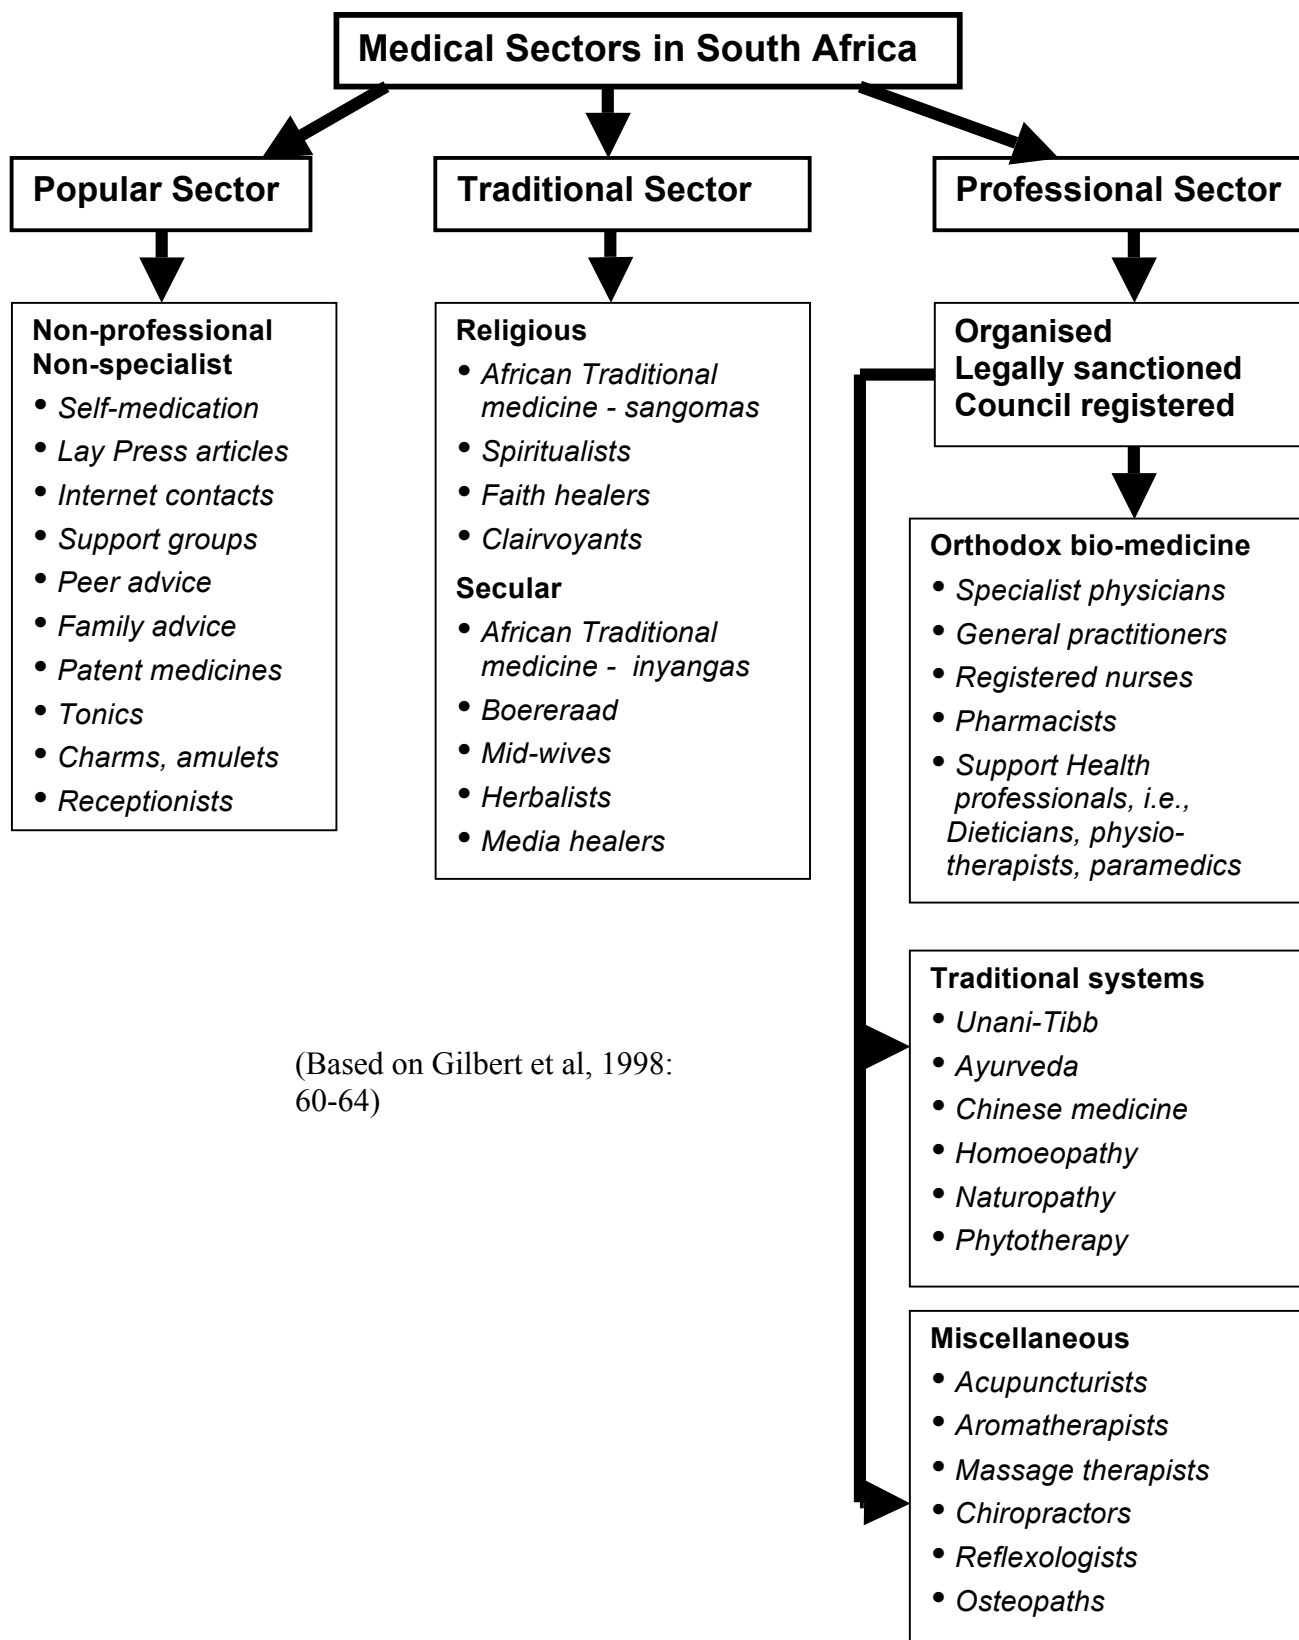 Medical Sectors in South Africa
Popular Sector
Traditional Sector
Professional Sector
Non-professional
Non-specialist
• Self-medication
• Lay Press articles
• Internet contacts
• Support groups
• Peer advice
• Family advice
• Patent medicines
• Tonics
• Charms, amulets
• Receptionists
Religious
• African Traditional
medicine - sangomas
• Spiritualists
• Faith healers
• Clairvoyants
Secular
• African Traditional
medicine - inyangas
• Boereraad
• Mid-wives
• Herbalists
• Media healers
Organised
Legally sanctioned
Council registered
Orthodox bio-medicine
• Specialist physicians
• General practitioners
• Registered nurses
• Pharmacists
• Support Health
professionals, i.e.,
Dieticians, physio-
therapists, paramedics
Traditional systems
• Unani-Tibb
• Ayurveda
• Chinese medicine
• Homoeopathy
• Naturopathy
• Phytotherapy
Miscellaneous
• Acupuncturists
• Aromatherapists
• Massage therapists
• Chiropractors
• Reflexologists
• Osteopaths
(Based on Gilbert et al, 1998:
60-64)